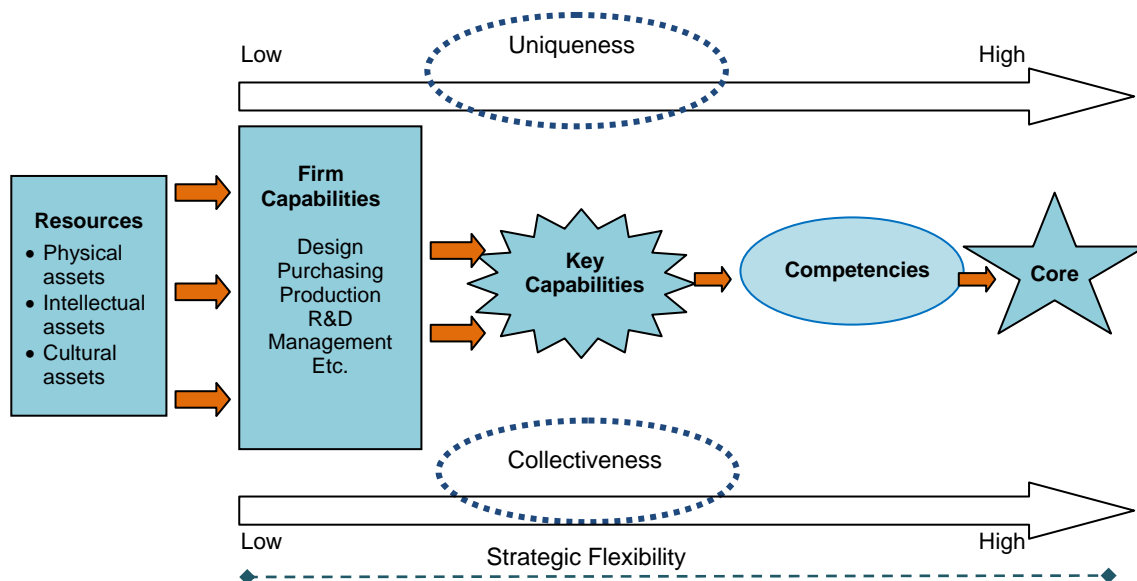 Uniqueness
Low
High
Resources
• Physical
assets
• Intellectual
assets
• Cultural
assets
Firm
Capabilities
Design
Purchasing
Production
R&D
Management
Etc.
Key
Capabilities
Competencies
Core
Collectiveness
Low
High
Strategic Flexibility